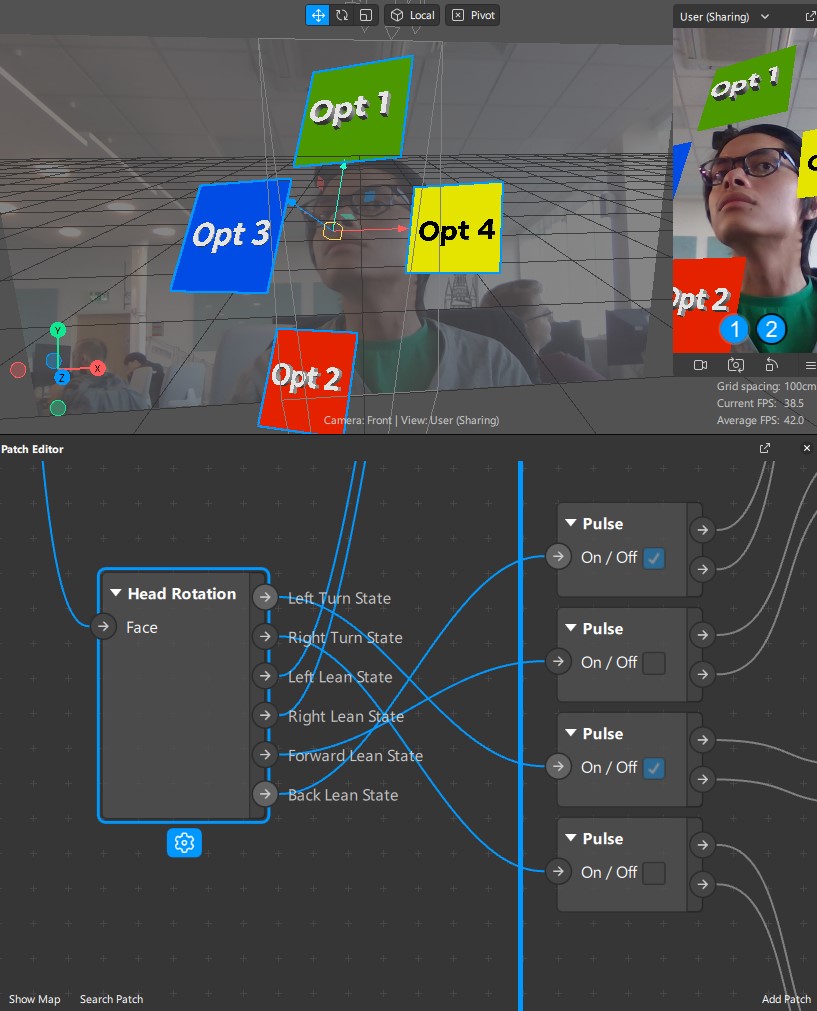 Local
Pivot
User (Sharing)
Opt 1
Opt 3
Opt 4
Opt 2
Opt 1
Opt 2
1
2
Y
X
Z
Grid spacing: 100cm
Current FPS: 38.5
Average FPS: 42.0
Camera: Front | View: User (Sharing)
Patch Editor
Head Rotation
Face
Left Turn State
Right Turn State
Left Lean State
Right Lean State
Forward Lean State
Back Lean State
Pulse
On / Off
Pulse
On / Off
Pulse
On / Off
Pulse
On / Off
Show Map
Search Patch
Add Patch